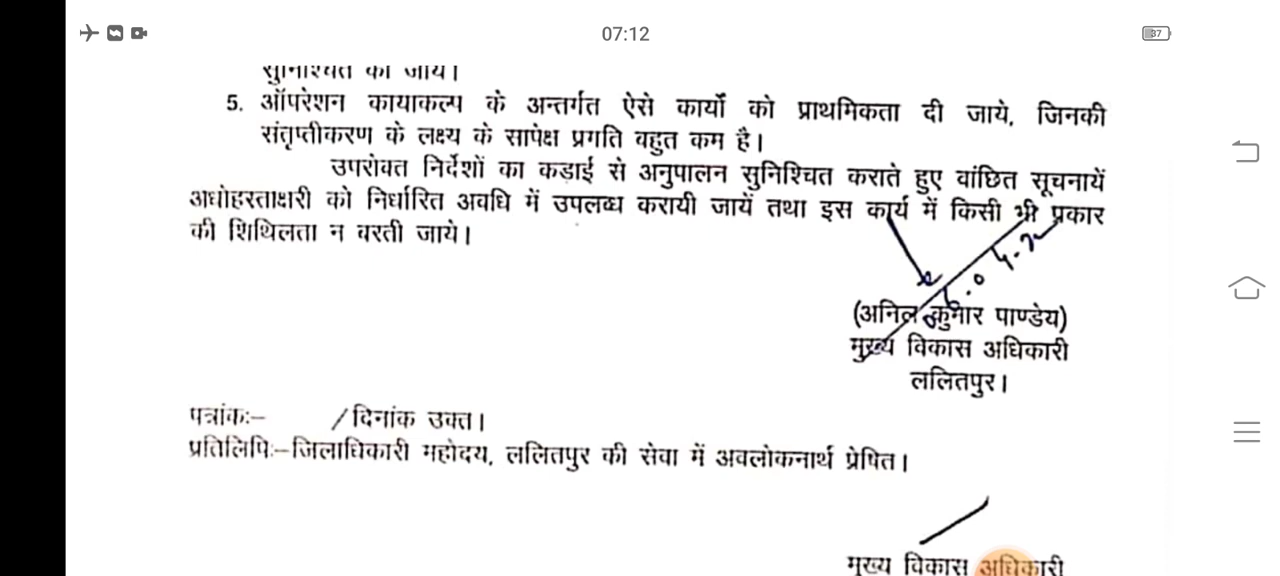 07:12
37
सुनिश्चित की जाये।
5. ऑपरेशन कायाकल्प के अन्तर्गत ऐसे कार्यों को प्राथमिकता दी जाये, जिनकी
संतृप्तीकरण के लक्ष्य के सापेक्ष प्रगति बहुत कम है।
उपरोक्त निर्देशों का कड़ाई से अनुपालन सुनिश्चित कराते हुए वांछित सूचनायें
अधोहस्ताक्षरी को निर्धारित अवधि में उपलब्ध करायी जायें तथा इस कार्य में किसी भी प्रकार
की शिथिलता न बरती जाये।
(अनिल कुमार पाण्डेय)
मुख्य विकास अधिकारी
ललितपुर।
पत्रांकः– / दिनांक उक्त।
प्रतिलिपिः–जिलाधिकारी महोदय, ललितपुर की सेवा में अवलोकनार्थ प्रेषित।
मुख्य विकास अधिकारी